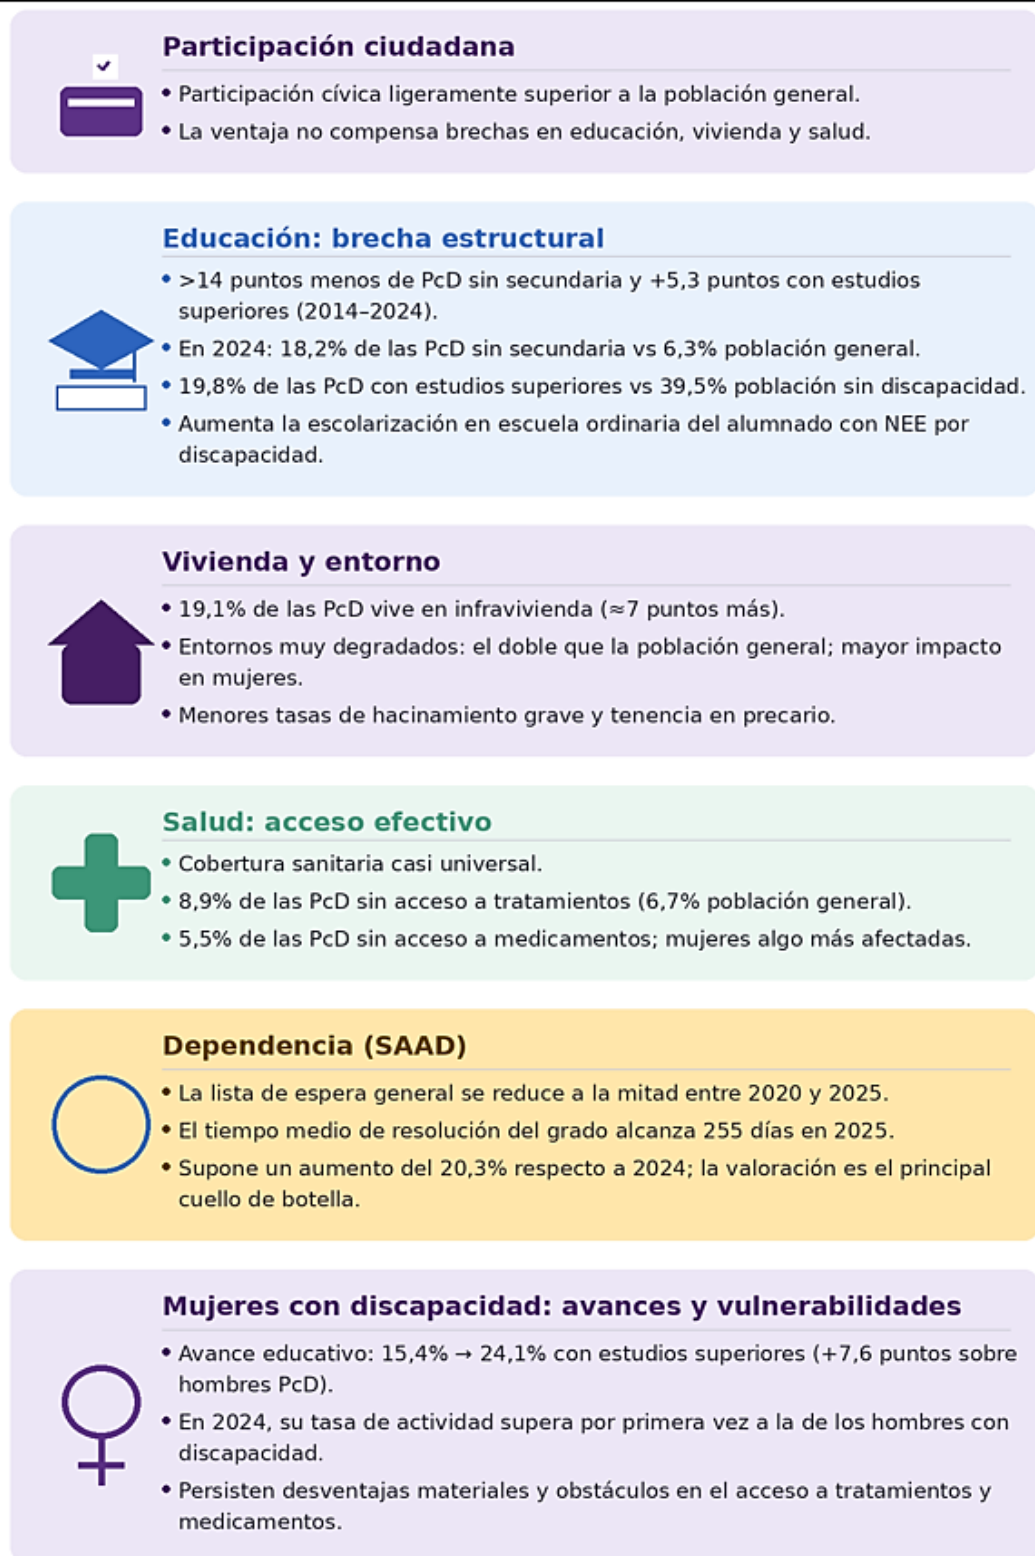 Participación ciudadana
• Participación cívica ligeramente superior a la población general.
• La ventaja no compensa brechas en educación, vivienda y salud.
Educación: brecha estructural
• >14 puntos menos de PcD sin secundaria y +5,3 puntos con estudios
superiores (2014–2024).
• En 2024: 18,2% de las PcD sin secundaria vs 6,3% población general.
• 19,8% de las PcD con estudios superiores vs 39,5% población sin discapacidad.
• Aumenta la escolarización en escuela ordinaria del alumnado con NEE por
discapacidad.
Vivienda y entorno
• 19,1% de las PcD vive en infravivienda (≈7 puntos más).
• Entornos muy degradados: el doble que la población general; mayor impacto
en mujeres.
• Menores tasas de hacinamiento grave y tenencia en precario.
Salud: acceso efectivo
• Cobertura sanitaria casi universal.
• 8,9% de las PcD sin acceso a tratamientos (6,7% población general).
• 5,5% de las PcD sin acceso a medicamentos; mujeres algo más afectadas.
Dependencia (SAAD)
• La lista de espera general se reduce a la mitad entre 2020 y 2025.
• El tiempo medio de resolución del grado alcanza 255 días en 2025.
• Supone un aumento del 20,3% respecto a 2024; la valoración es el principal
cuello de botella.
Mujeres con discapacidad: avances y vulnerabilidades
• Avance educativo: 15,4% → 24,1% con estudios superiores (+7,6 puntos sobre
hombres PcD).
• En 2024, su tasa de actividad supera por primera vez a la de los hombres con
discapacidad.
• Persisten desventajas materiales y obstáculos en el acceso a tratamientos y
medicamentos.